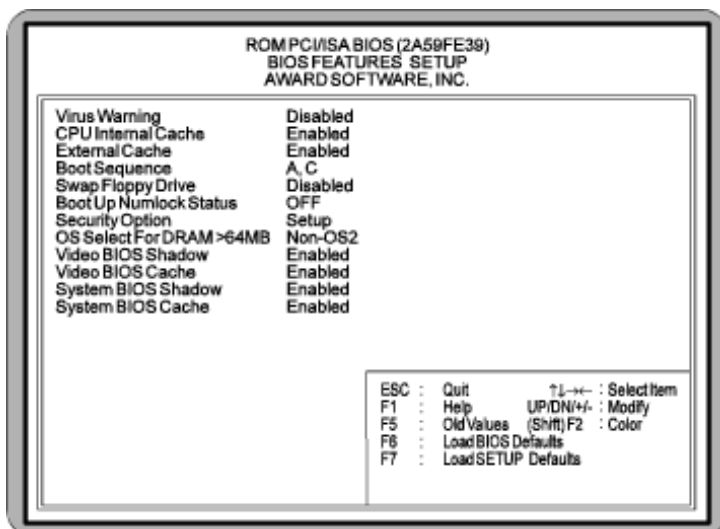 ROM PCI/ISA BIOS (2A59FE39)
BIOS FEATURES SETUP
AWARD SOFTWARE, INC.
Virus Warning Disabled
CPU Internal Cache Enabled
External Cache Enabled
Boot Sequence A, C
Swap Floppy Drive Disabled
Boot Up Numlock Status OFF
Security Option Setup
OS Select For DRAM >64MB Non-OS2
Video BIOS Shadow Enabled
Video BIOS Cache Enabled
System BIOS Shadow Enabled
System BIOS Cache Enabled
ESC : Quit ↑↓→← : Select Item
F1 : Help UP/DN/+/- : Modify
F5 : Old Values (Shift) F2 : Color
F6 : Load BIOS Defaults
F7 : Load SETUP Defaults